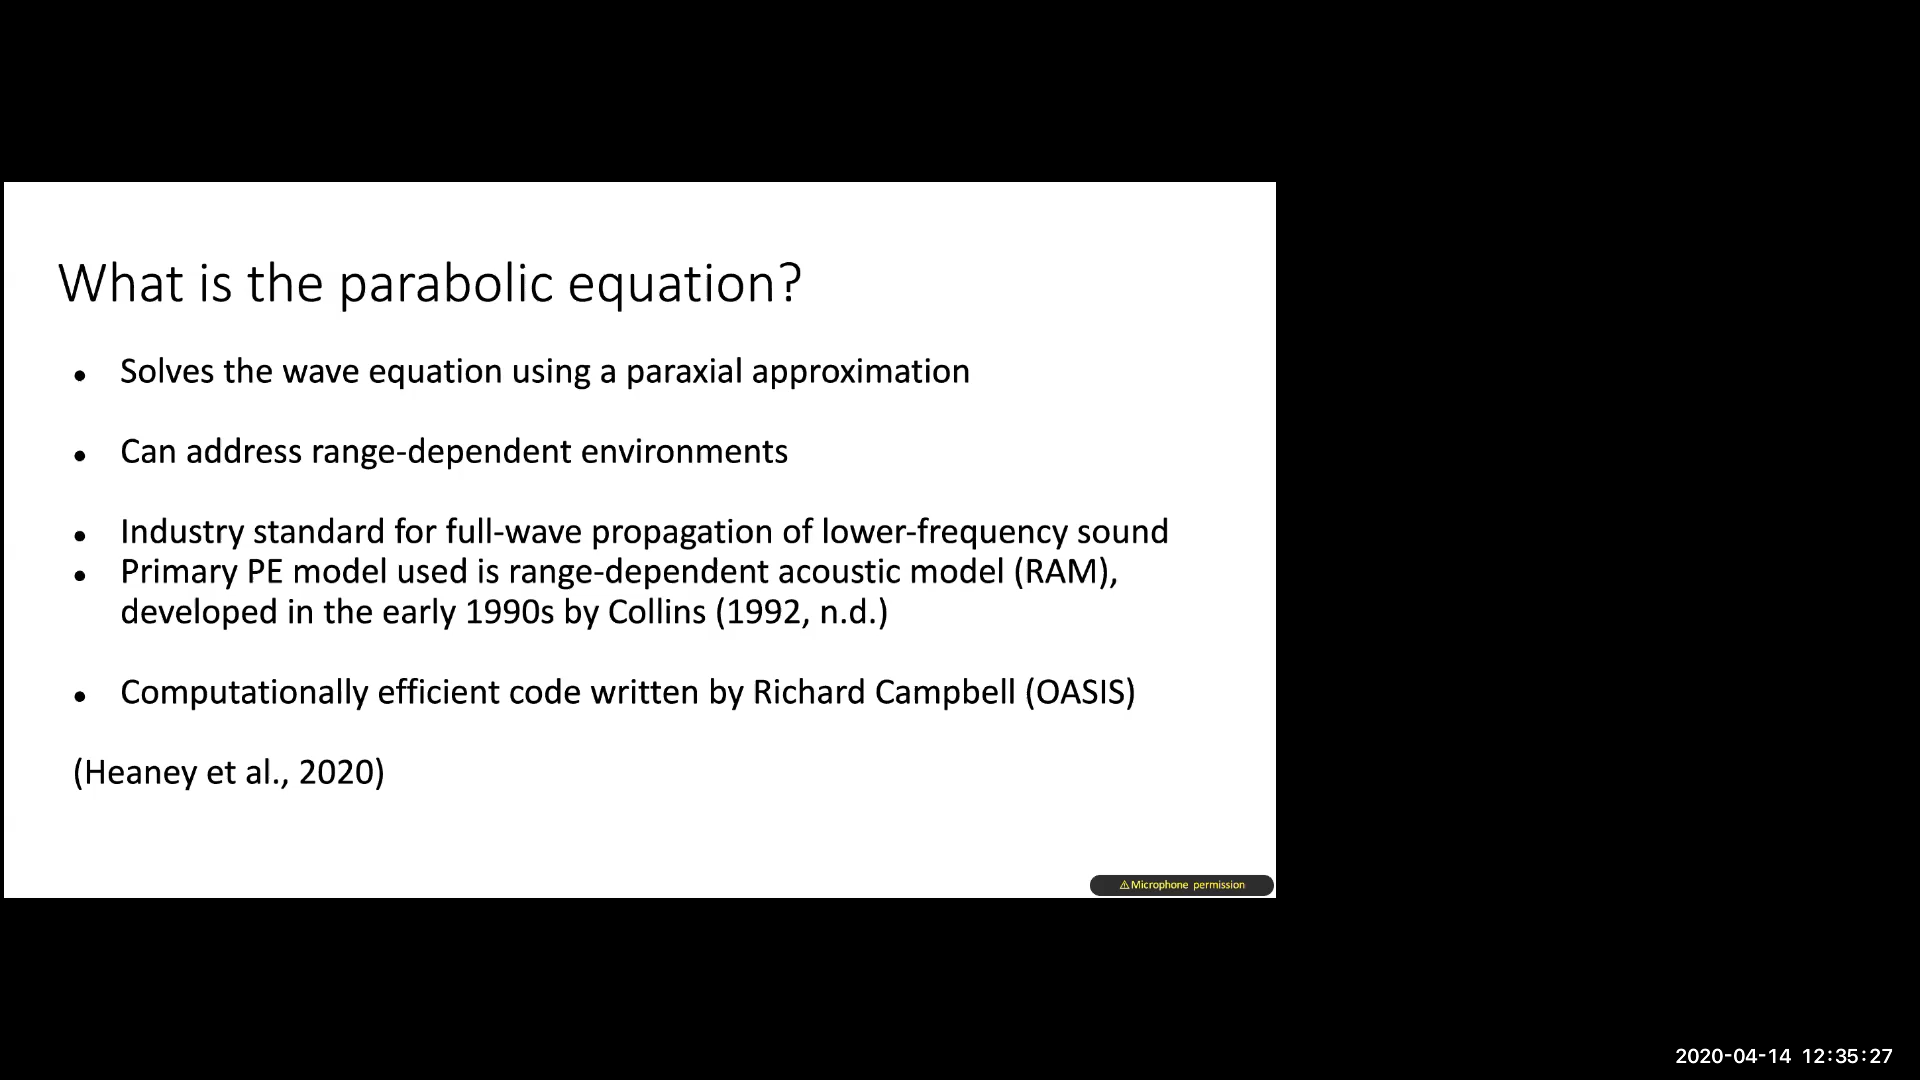 What is the parabolic equation?
• Solves the wave equation using a paraxial approximation
• Can address range-dependent environments
• Industry standard for full-wave propagation of lower-frequency sound
• Primary PE model used is range-dependent acoustic model (RAM),
developed in the early 1990s by Collins (1992, n.d.)
• Computationally efficient code written by Richard Campbell (OASIS)
(Heaney et al., 2020)
⚠Microphone permission
2020-04-14 12:35:27